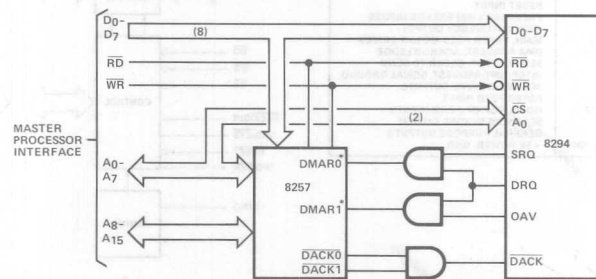 D0-
D7
(8)
D0-D7
RD
RD
WR
WR
CS
(2)
A0
MASTER
PROCESSOR
INTERFACE
8294
A0-
A7
DMAR0*
SRQ
8257
DRQ
DMAR1*
OAV
A8-
A15
DACK0
DACK1
DACK